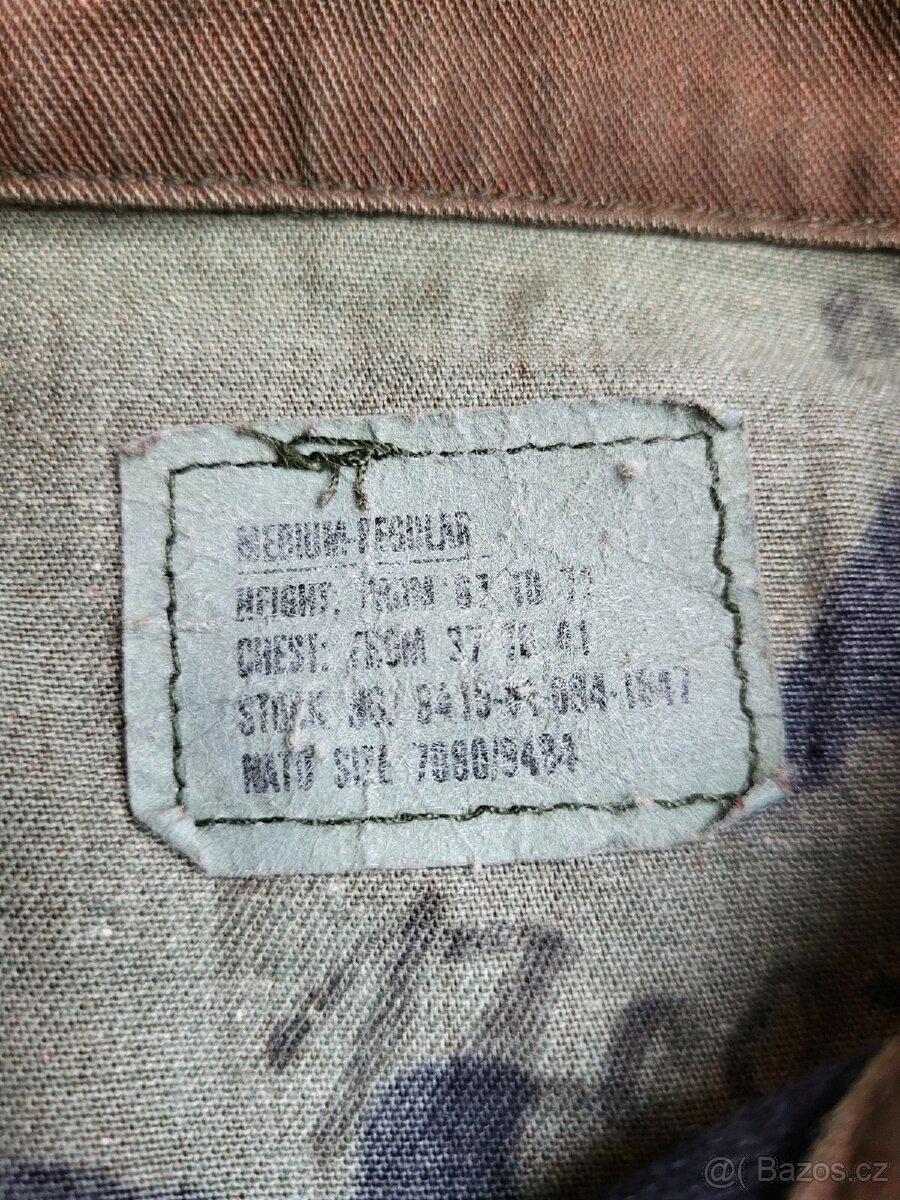 MEDIUM-REGULAR
HEIGHT: FROM 67 TO 71
CHEST: FROM 37 TO 41
STOCK NO. 8415-01-084-1647
NATO SIZE 7080/9494
@( Bazos.cz